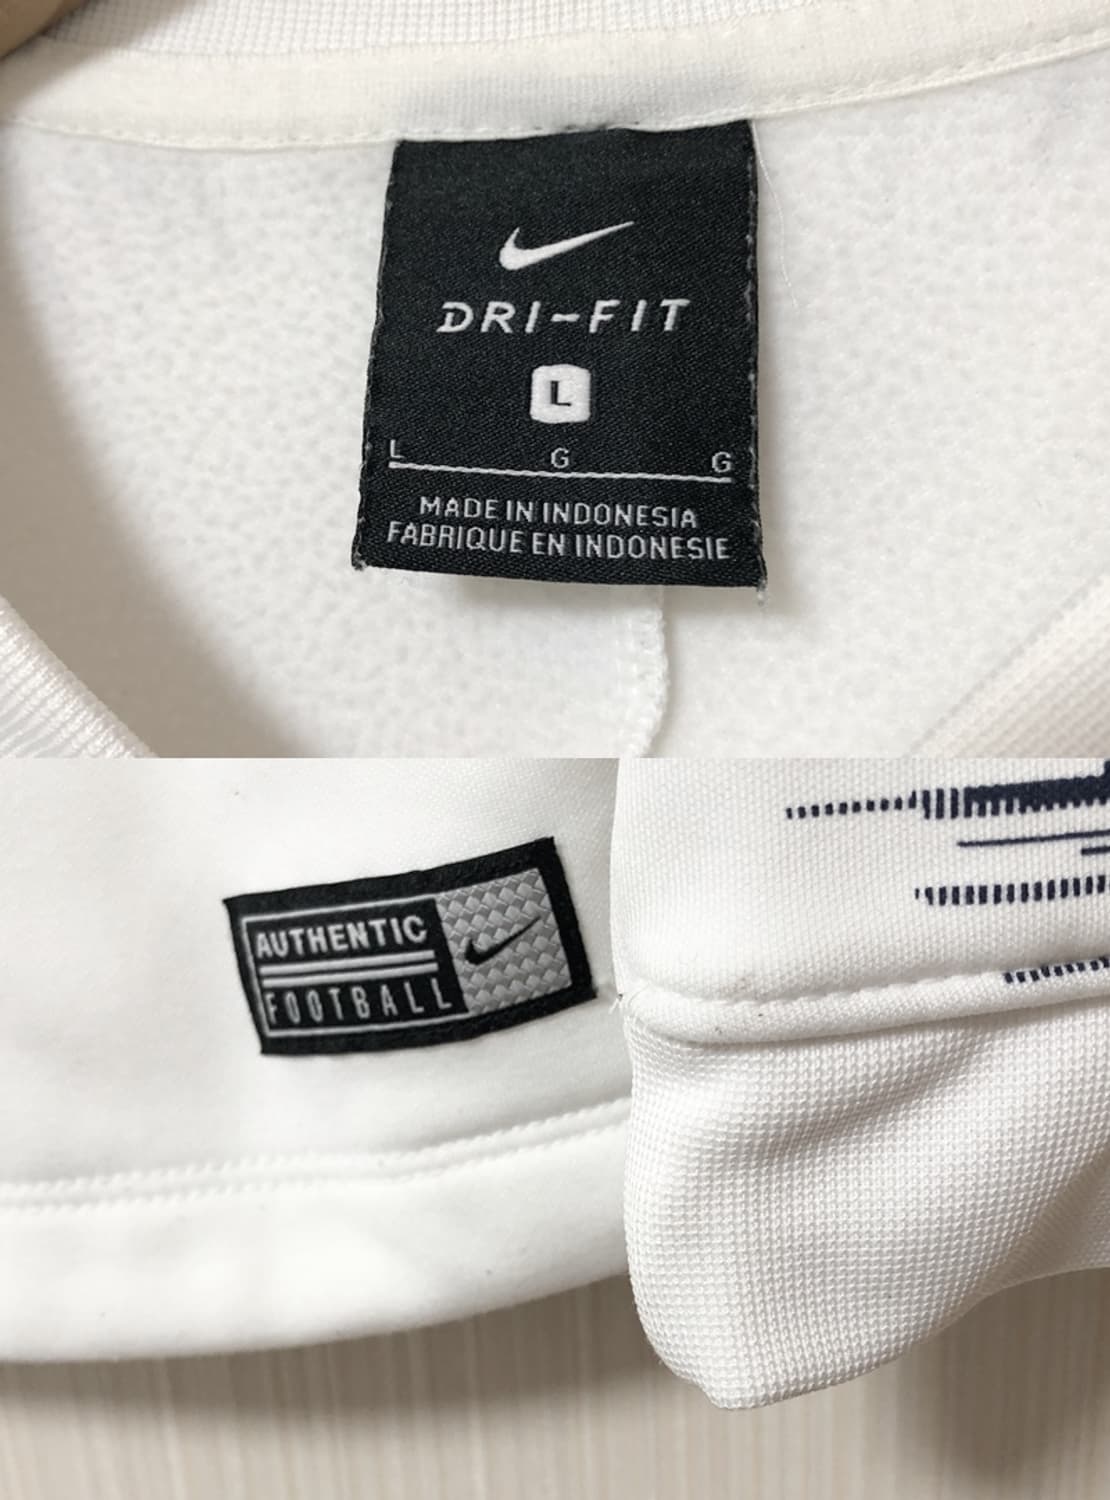 DRI-FIT
L
L G G
MADE IN INDONESIA
FABRIQUE EN INDONESIE
AUTHENTIC
FOOTBALL